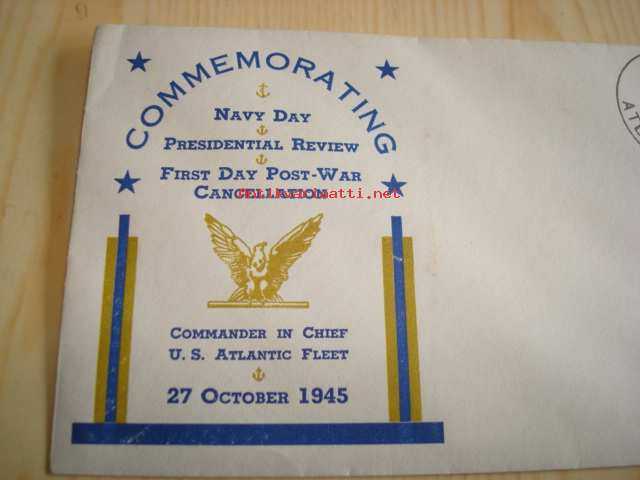 COMMEMORATING
NAVY DAY
PRESIDENTIAL REVIEW
FIRST DAY POST-WAR
CANCELLATION
COMMANDER IN CHIEF
U. S. ATLANTIC FLEET
27 OCTOBER 1945